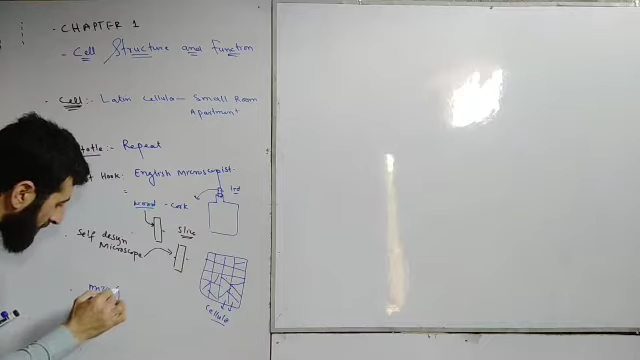 - CHAPTER 1
- Cell Structure and Function
- Cell:- Latin Cellula — Small Room
Apartment
:- Repeat
Hook: English Microscopist.
=
wood - Cork
lid
Slice
- Self design
Microscope
Cellula